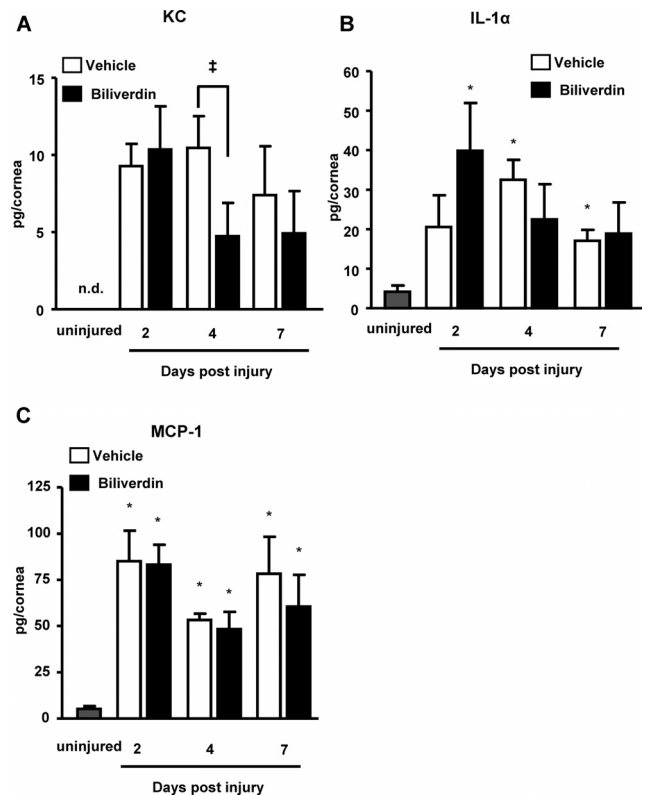 A
KC
Vehicle
Biliverdin
‡
15
10
5
0
pg/cornea
n.d.
uninjured
2
4
7
Days post injury
B
IL-1α
Vehicle
Biliverdin
60
50
40
30
20
10
0
pg/cornea
*
*
*
uninjured
2
4
7
Days post injury
C
MCP-1
Vehicle
Biliverdin
125
100
75
50
25
0
pg/cornea
*
*
*
*
*
*
uninjured
2
4
7
Days post injury